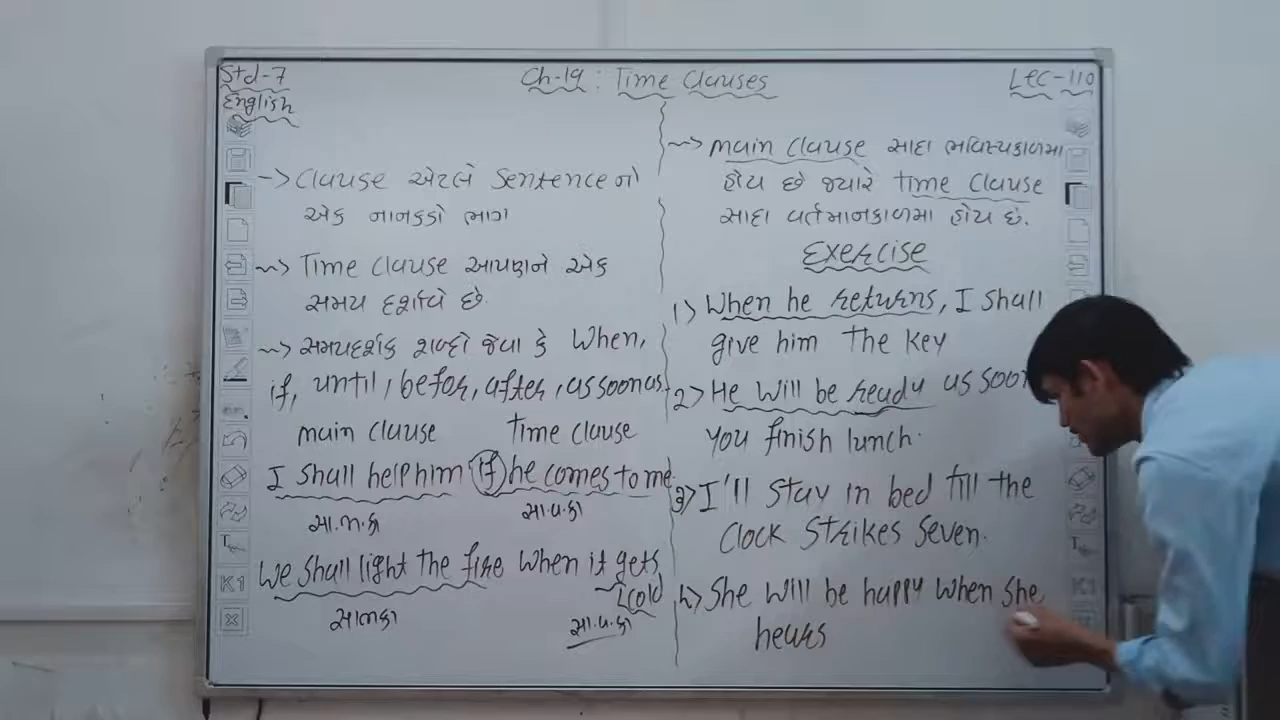 Std-7
English
Ch-19 : Time Clauses
Lec-110
-> Clause એટલે Sentence નો
એક નાનકડો ભાગ
~> Time Clause આપણને એક
સમય દર્શાવે છે.
~> સમયદર્શક શબ્દો જેવા કે When,
if, until, before, after, as soon as
main clause time clause
I shall help him if he comes to me.
સા.ભ.કા
સા.વ.કા
We shall light the fire when it gets
cold
સા.ભ.કા
સા.વ.કા
~> main clause સાદા ભવિષ્યકાળમા
હોય છે જ્યારે time clause
સાદા વર્તમાનકાળમા હોય છે.
Exercise
1> When he returns, I shall
give him the key
2> He will be ready as soon
you finish lunch.
3> I'll stay in bed till the
clock strikes seven.
4> She will be happy when she
hears
T
K1
T
K1